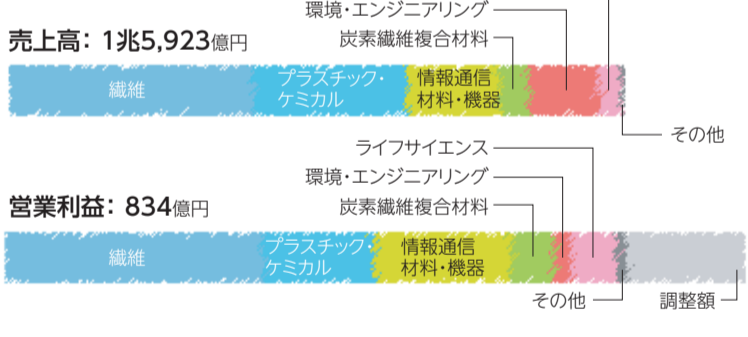 環境・エンジニアリング
売上高：1兆5,923億円
炭素繊維複合材料
繊維
プラスチック・
ケミカル
情報通信
材料・機器
その他
ライフサイエンス
環境・エンジニアリング
営業利益：834億円
炭素繊維複合材料
繊維
プラスチック・
ケミカル
情報通信
材料・機器
その他
調整額